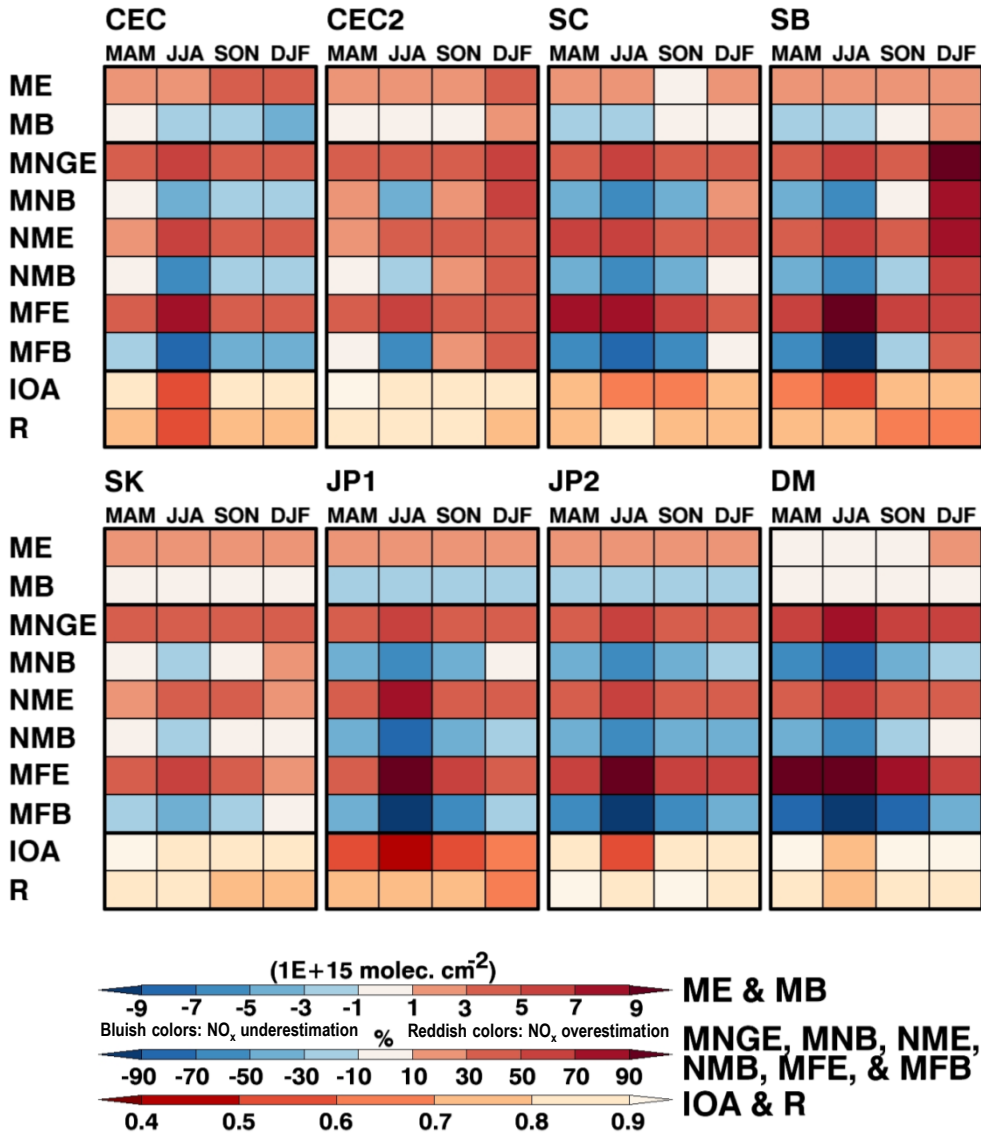 CEC CEC2 SC SB
MAM JJA SON DJF MAM JJA SON DJF MAM JJA SON DJF MAM JJA SON DJF
ME
MB
MNGE
MNB
NME
NMB
MFE
MFB
IOA
R
SK JP1 JP2 DM
MAM JJA SON DJF MAM JJA SON DJF MAM JJA SON DJF MAM JJA SON DJF
ME
MB
MNGE
MNB
NME
NMB
MFE
MFB
IOA
R
(1E+15 molec. cm⁻²)
-9 -7 -5 -3 -1 1 3 5 7 9
ME & MB
Bluish colors: NOₓ underestimation % Reddish colors: NOₓ overestimation
-90 -70 -50 -30 -10 10 30 50 70 90
MNGE, MNB, NME,
NMB, MFE, & MFB
0.4 0.5 0.6 0.7 0.8 0.9
IOA & R